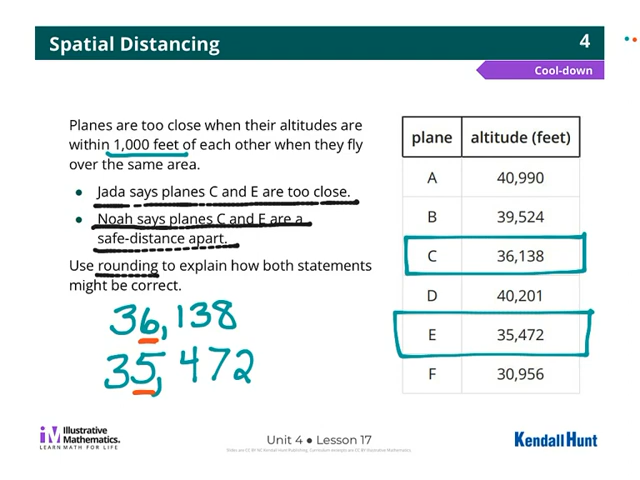 Spatial Distancing
4
Cool-down
Planes are too close when their altitudes are
within 1,000 feet of each other when they fly
over the same area.
● Jada says planes C and E are too close.
● Noah says planes C and E are a
safe-distance apart.
Use rounding to explain how both statements
might be correct.
36,138
35,472
plane altitude (feet)
A 40,990
B 39,524
C 36,138
D 40,201
E 35,472
F 30,956
iM Illustrative
Mathematics.
LEARN MATH FOR LIFE
Unit 4 ● Lesson 17
Kendall Hunt